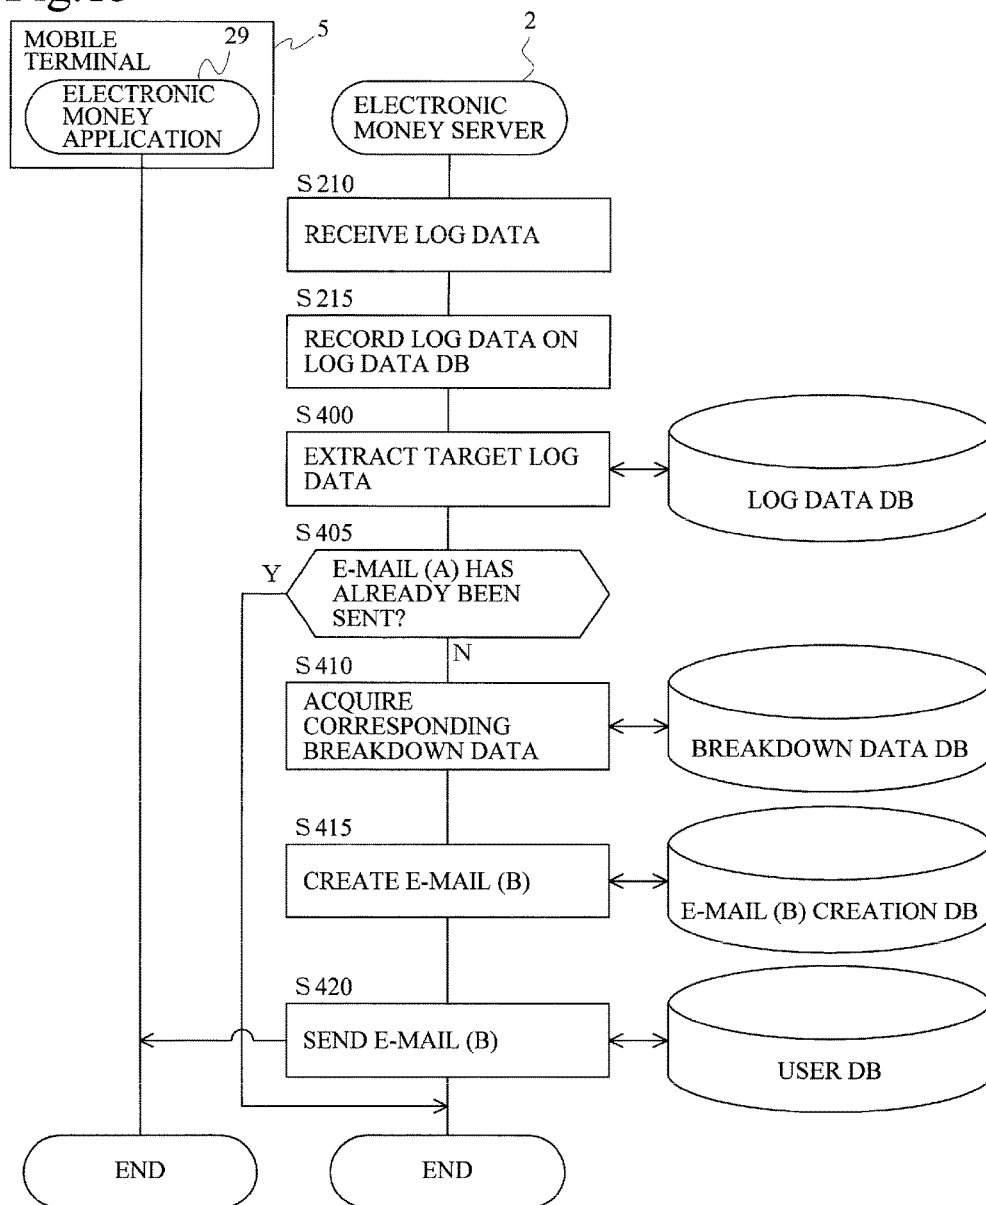 MOBILE
TERMINAL
5
29
ELECTRONIC
MONEY
APPLICATION
2
ELECTRONIC
MONEY SERVER
S210
RECEIVE LOG DATA
S215
RECORD LOG DATA ON
LOG DATA DB
S400
EXTRACT TARGET LOG
DATA
LOG DATA DB
S405
Y
E-MAIL (A) HAS
ALREADY BEEN
SENT?
N
S410
ACQUIRE
CORRESPONDING
BREAKDOWN DATA
BREAKDOWN DATA DB
S415
CREATE E-MAIL (B)
E-MAIL (B) CREATION DB
S420
SEND E-MAIL (B)
USER DB
END
END